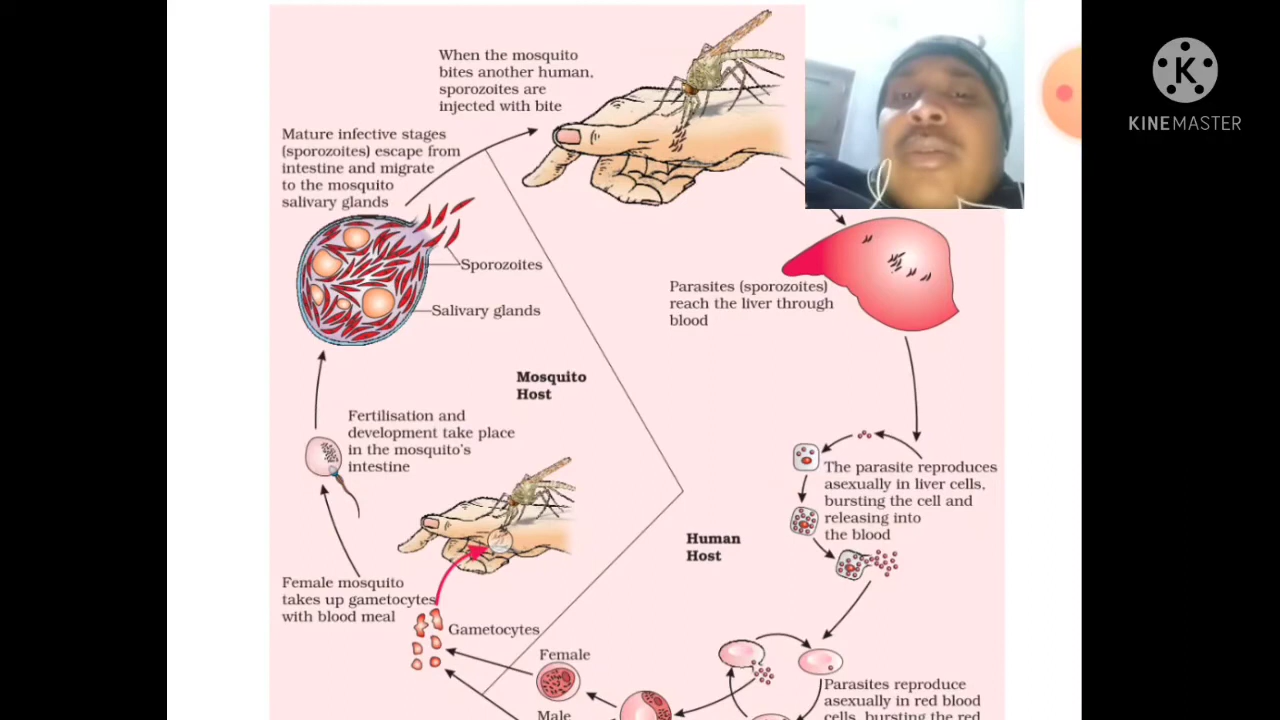 When the mosquito
bites another human,
sporozoites are
injected with bite
Mature infective stages
(sporozoites) escape from
intestine and migrate
to the mosquito
salivary glands
Sporozoites
Salivary glands
Parasites (sporozoites)
reach the liver through
blood
Mosquito
Host
Fertilisation and
development take place
in the mosquito's
intestine
The parasite reproduces
asexually in liver cells,
bursting the cell and
releasing into
the blood
Human
Host
Female mosquito
takes up gametocytes
with blood meal
Gametocytes
Female
Male
Parasites reproduce
asexually in red blood
cells, bursting the red
K
KINEMASTER